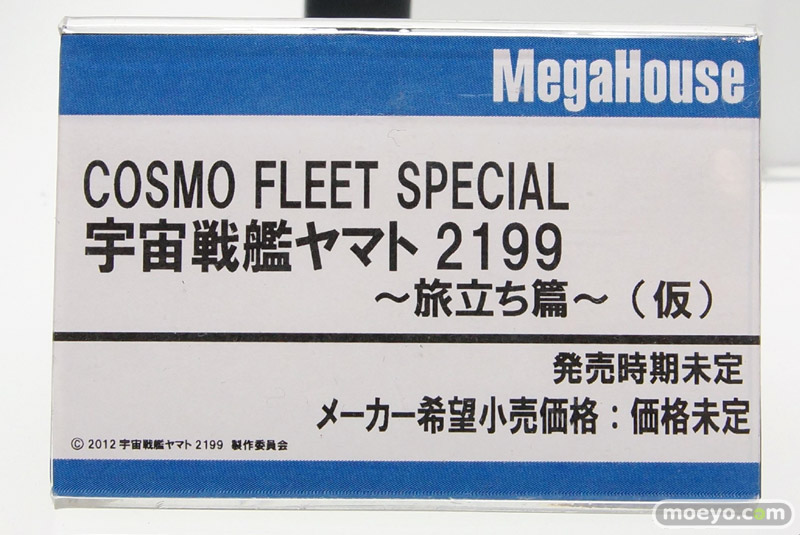 MegaHouse
COSMO FLEET SPECIAL
宇宙戦艦ヤマト 2199
～旅立ち篇～（仮）
発売時期未定
メーカー希望小売価格：価格未定
© 2012 宇宙戦艦ヤマト 2199 製作委員会
moeyo.com